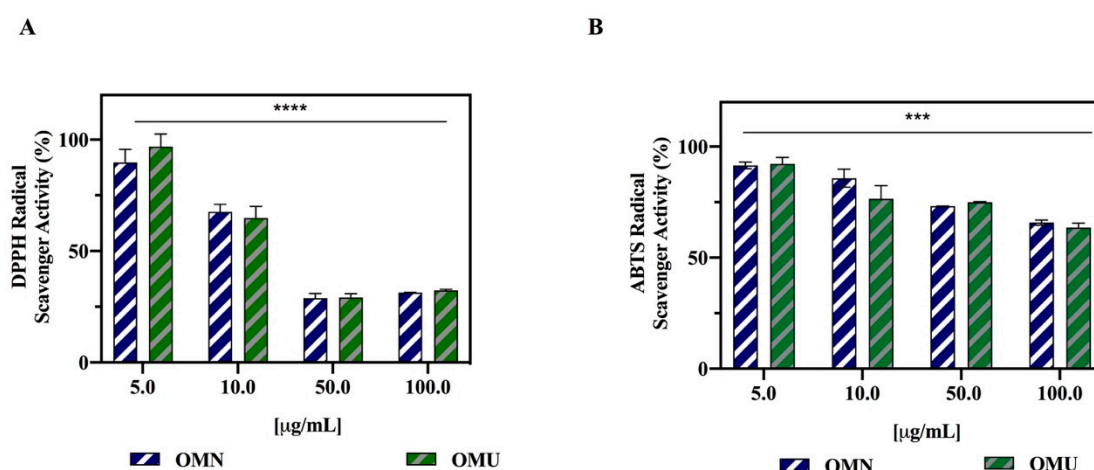 A
B
****
***
DPPH Radical
Scavenger Activity (%)
100
50
0
5.0 10.0 50.0 100.0
[μg/mL]
OMN OMU
ABTS Radical
Scavenger Activity (%)
100
50
0
5.0 10.0 50.0 100.0
[μg/mL]
OMN OMU